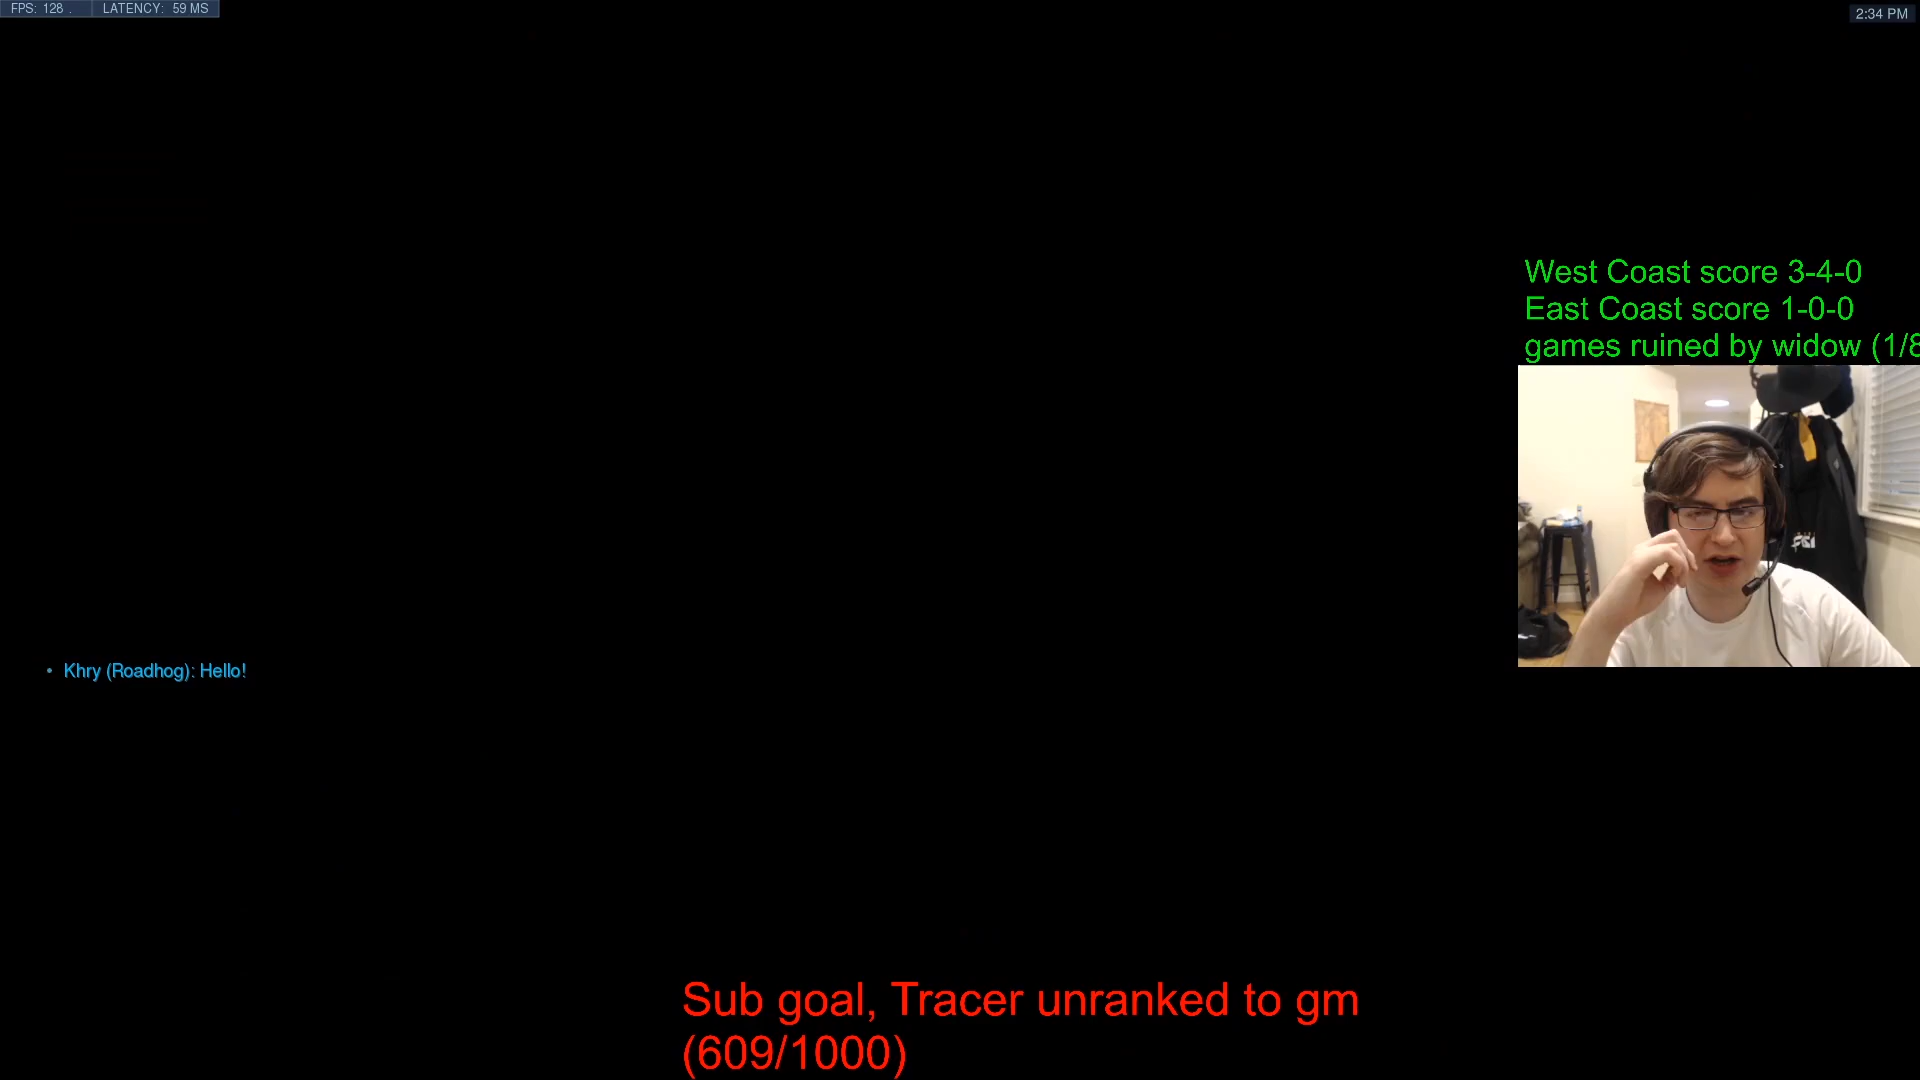 FPS: 128 . LATENCY: 59 MS
2:34 PM
West Coast score 3-4-0
East Coast score 1-0-0
games ruined by widow (1/8
• Khry (Roadhog): Hello!
Sub goal, Tracer unranked to gm
(609/1000)